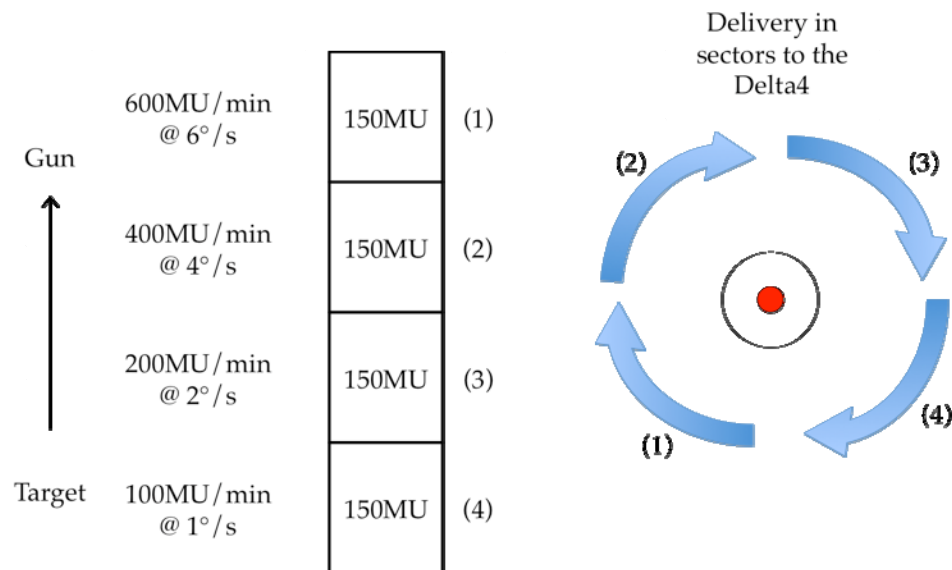 Delivery in
sectors to the
Delta4
600MU/min
@ 6°/s
150MU
(1)
Gun
400MU/min
@ 4°/s
150MU
(2)
200MU/min
@ 2°/s
150MU
(3)
Target
100MU/min
@ 1°/s
150MU
(4)
(2)
(3)
(1)
(4)